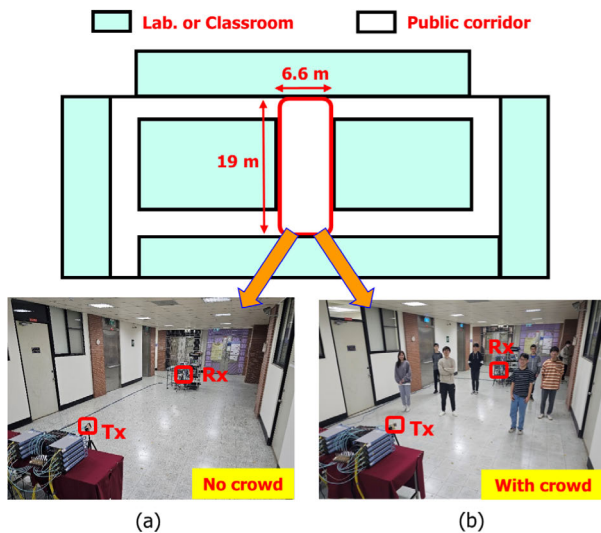 Lab. or Classroom
Public corridor
6.6 m
19 m
Rx
Tx
No crowd
Rx
Tx
With crowd
(a)
(b)